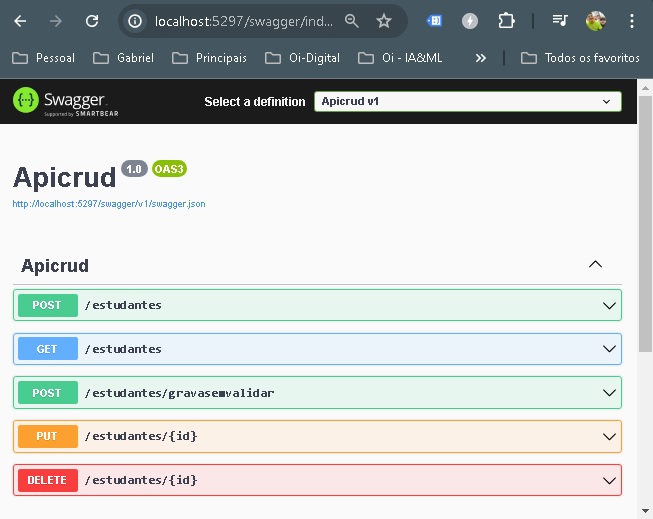 localhost:5297/swagger/ind...
Pessoal Gabriel Principais Oi-Digital Oi - IA&ML » Todos os favoritos
Swagger. Select a definition Apicrud v1
Supported by SMARTBEAR
Apicrud 1.0 OAS3
http://localhost:5297/swagger/v1/swagger.json
Apicrud
POST /estudantes
GET /estudantes
POST /estudantes/gravasemvalidar
PUT /estudantes/{id}
DELETE /estudantes/{id}